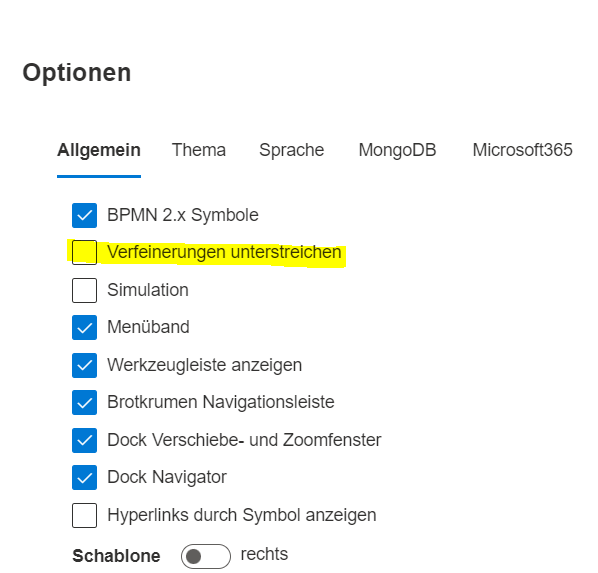 Optionen
Allgemein Thema Sprache MongoDB Microsoft365
BPMN 2.x Symbole
Verfeinerungen unterstreichen
Simulation
Menüband
Werkzeugleiste anzeigen
Brotkrumen Navigationsleiste
Dock Verschiebe- und Zoomfenster
Dock Navigator
Hyperlinks durch Symbol anzeigen
Schablone rechts